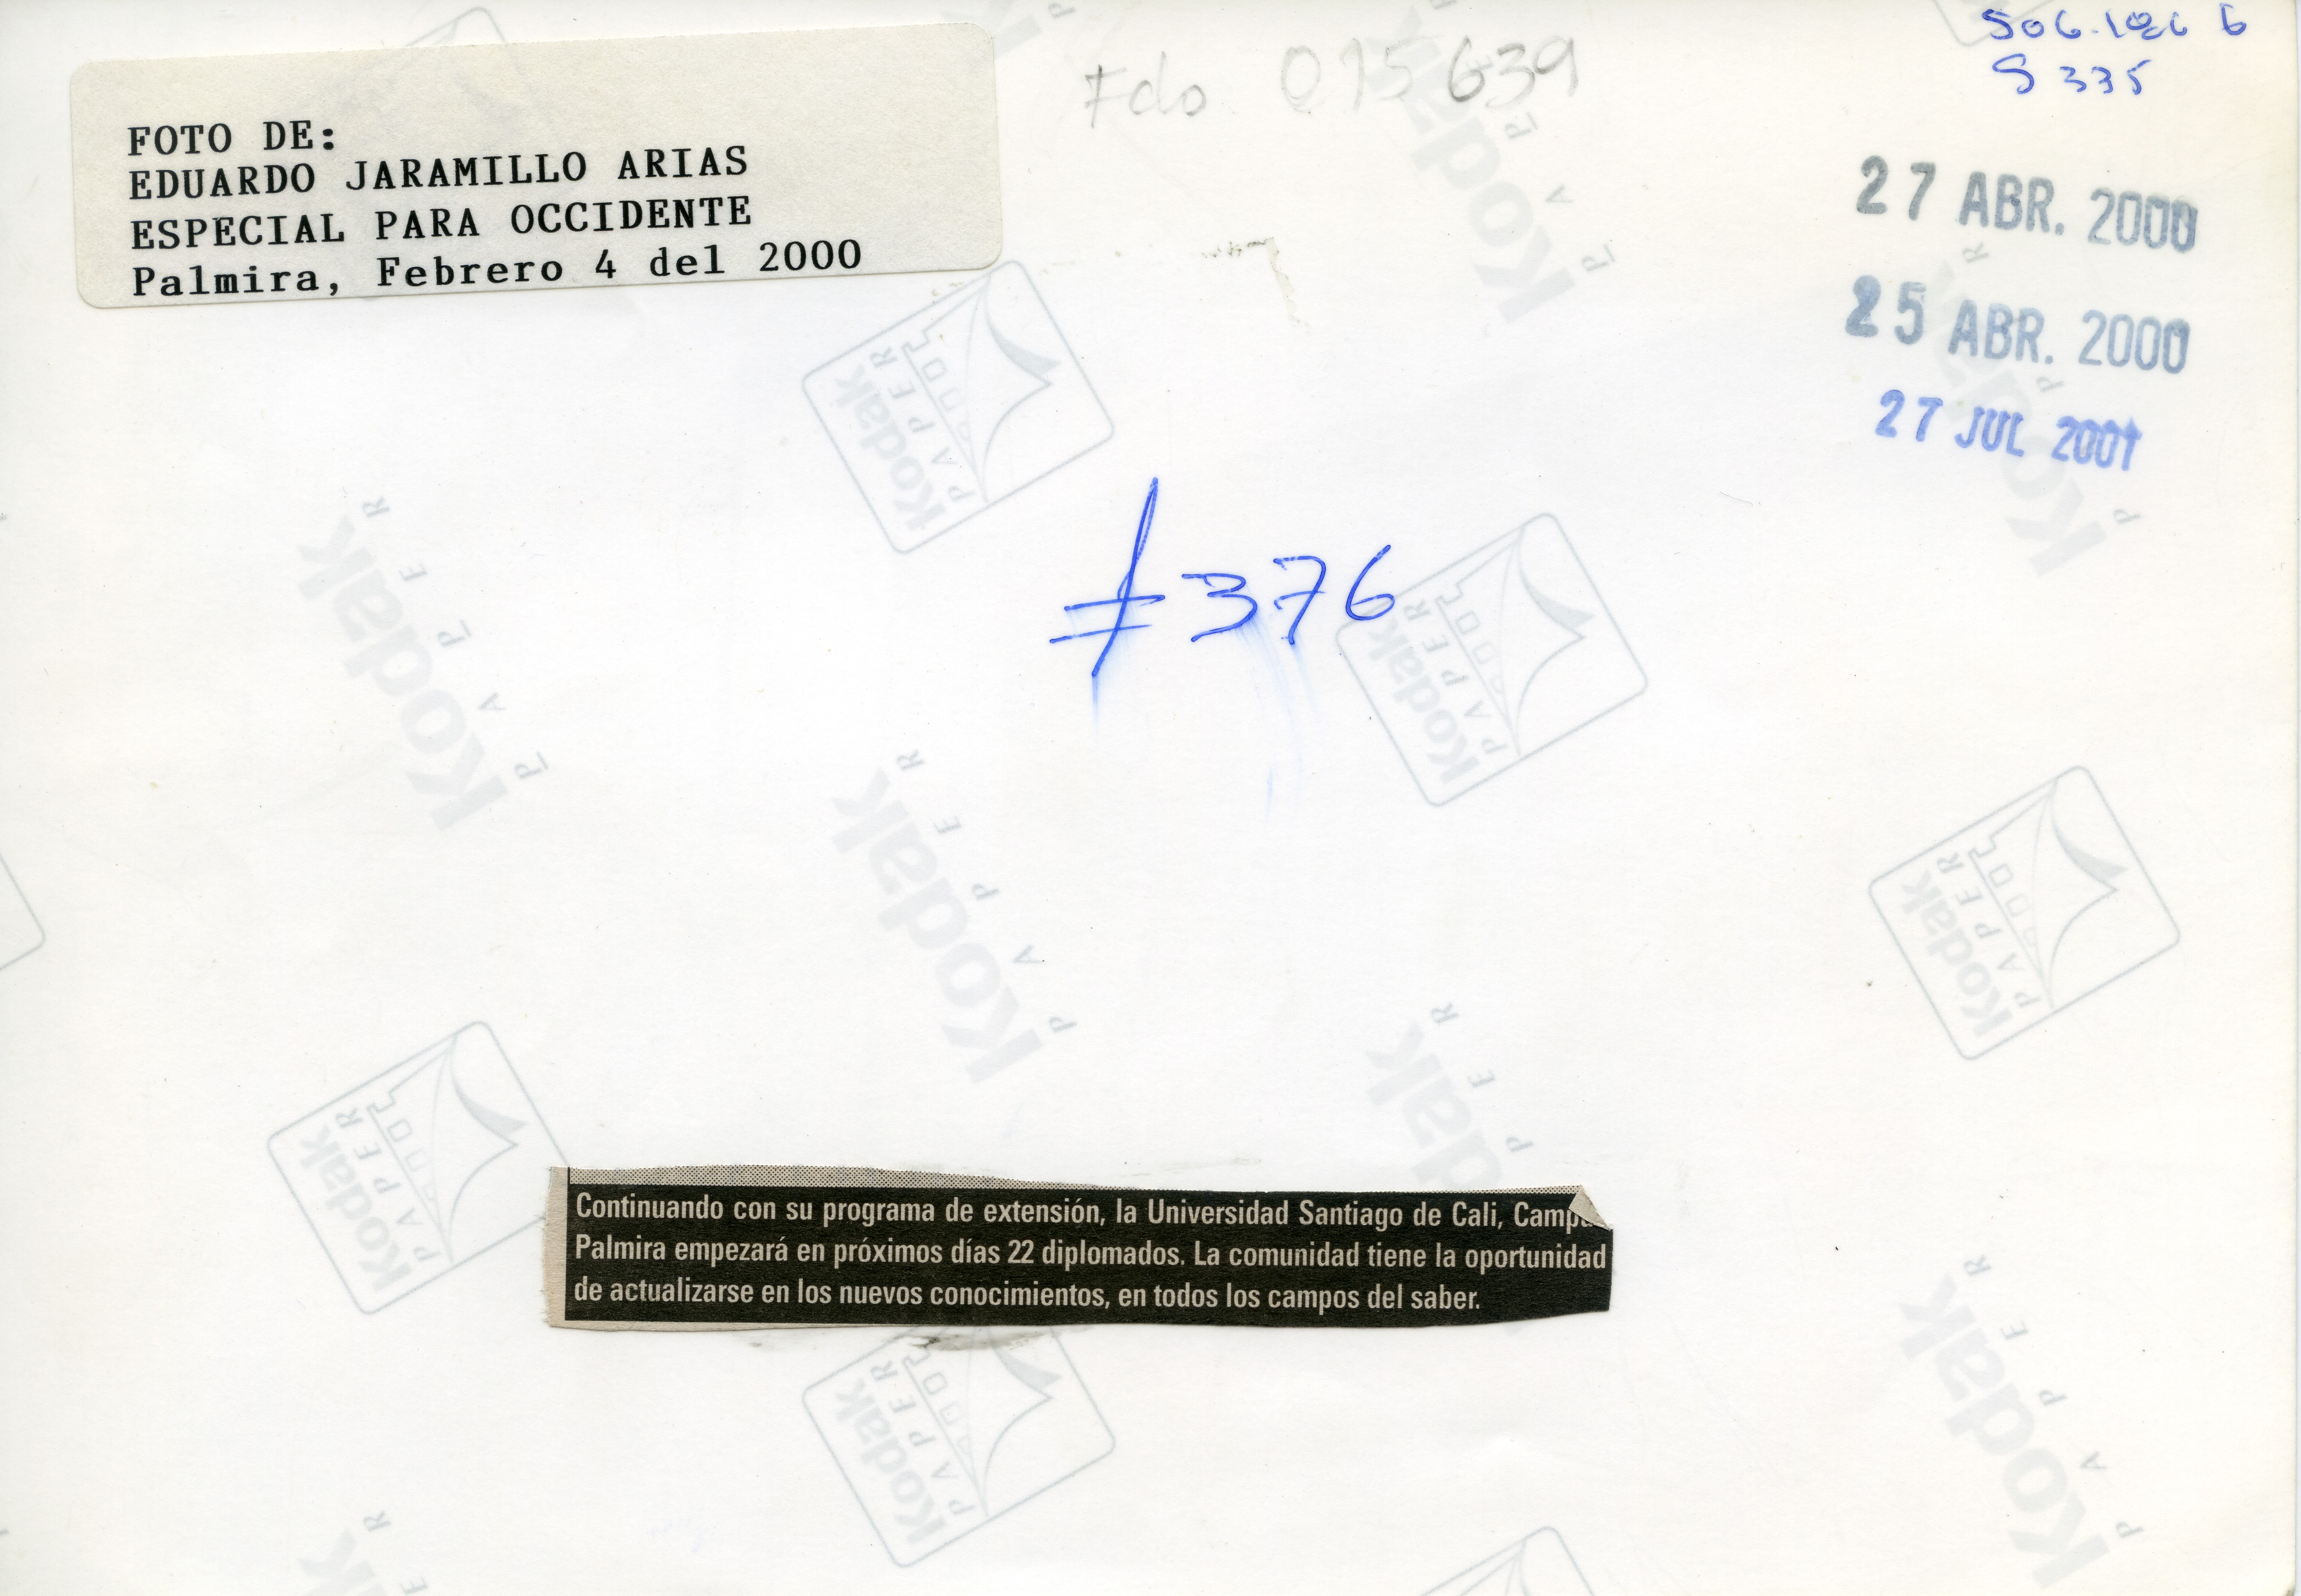 FOTO DE:
EDUARDO JARAMILLO ARIAS
ESPECIAL PARA OCCIDENTE
Palmira, Febrero 4 del 2000
Fdo. 015639
S 335
27 ABR. 2000
25 ABR. 2000
27 JUL 2001
#376
Continuando con su programa de extensión, la Universidad Santiago de Cali,
Palmira empezará en próximos días 22 diplomados. La comunidad tiene la oportunidad
de actualizarse en los nuevos conocimientos, en todos los campos del saber.
Kodak
PAPER